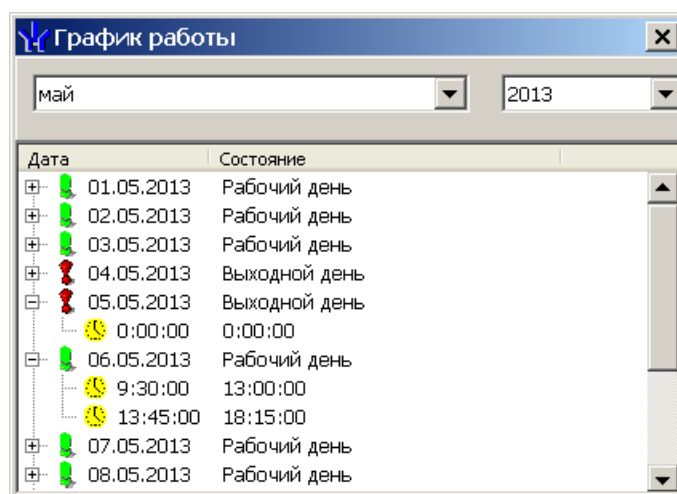 График работы
май 2013
Дата Состояние
01.05.2013 Рабочий день
02.05.2013 Рабочий день
03.05.2013 Рабочий день
04.05.2013 Выходной день
05.05.2013 Выходной день
0:00:00 0:00:00
06.05.2013 Рабочий день
9:30:00 13:00:00
13:45:00 18:15:00
07.05.2013 Рабочий день
08.05.2013 Рабочий день